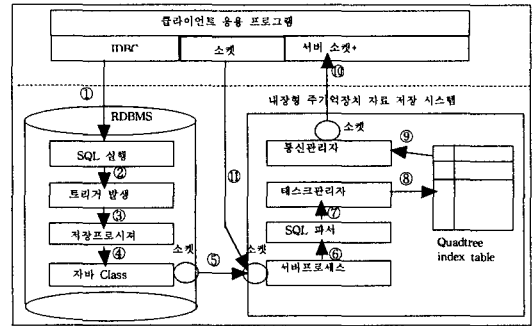 클라이언트 응용 프로그램
JDBC
소켓
서버 소켓+
⑩
①
내장형 주기억장치 자료 저장 시스템
RDBMS
소켓
SQL 실행
통신관리자
⑨
②
⑪
트리거 발생
태스크관리자
⑧
③
⑦
저장프로시져
SQL 파서
④
소켓
⑤
소켓
⑥
Quadtree
index table
자바 Class
서버프로세스